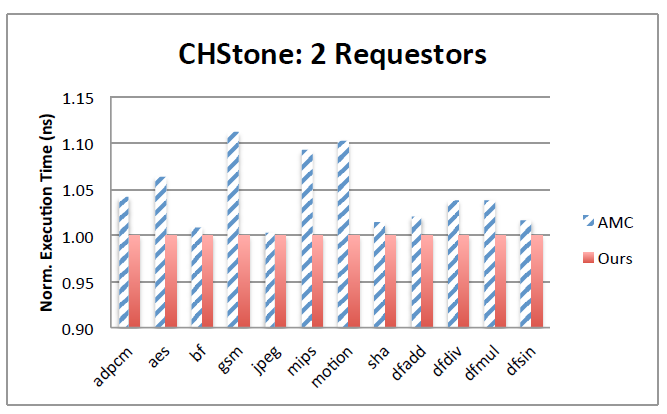 CHStone: 2 Requestors
Norm. Execution Time (ns)
1.15
1.10
1.05
1.00
0.95
0.90
adpcm
aes
bf
gsm
jpeg
mips
motion
sha
dfadd
dfdiv
dfmul
dfsin
AMC
Ours